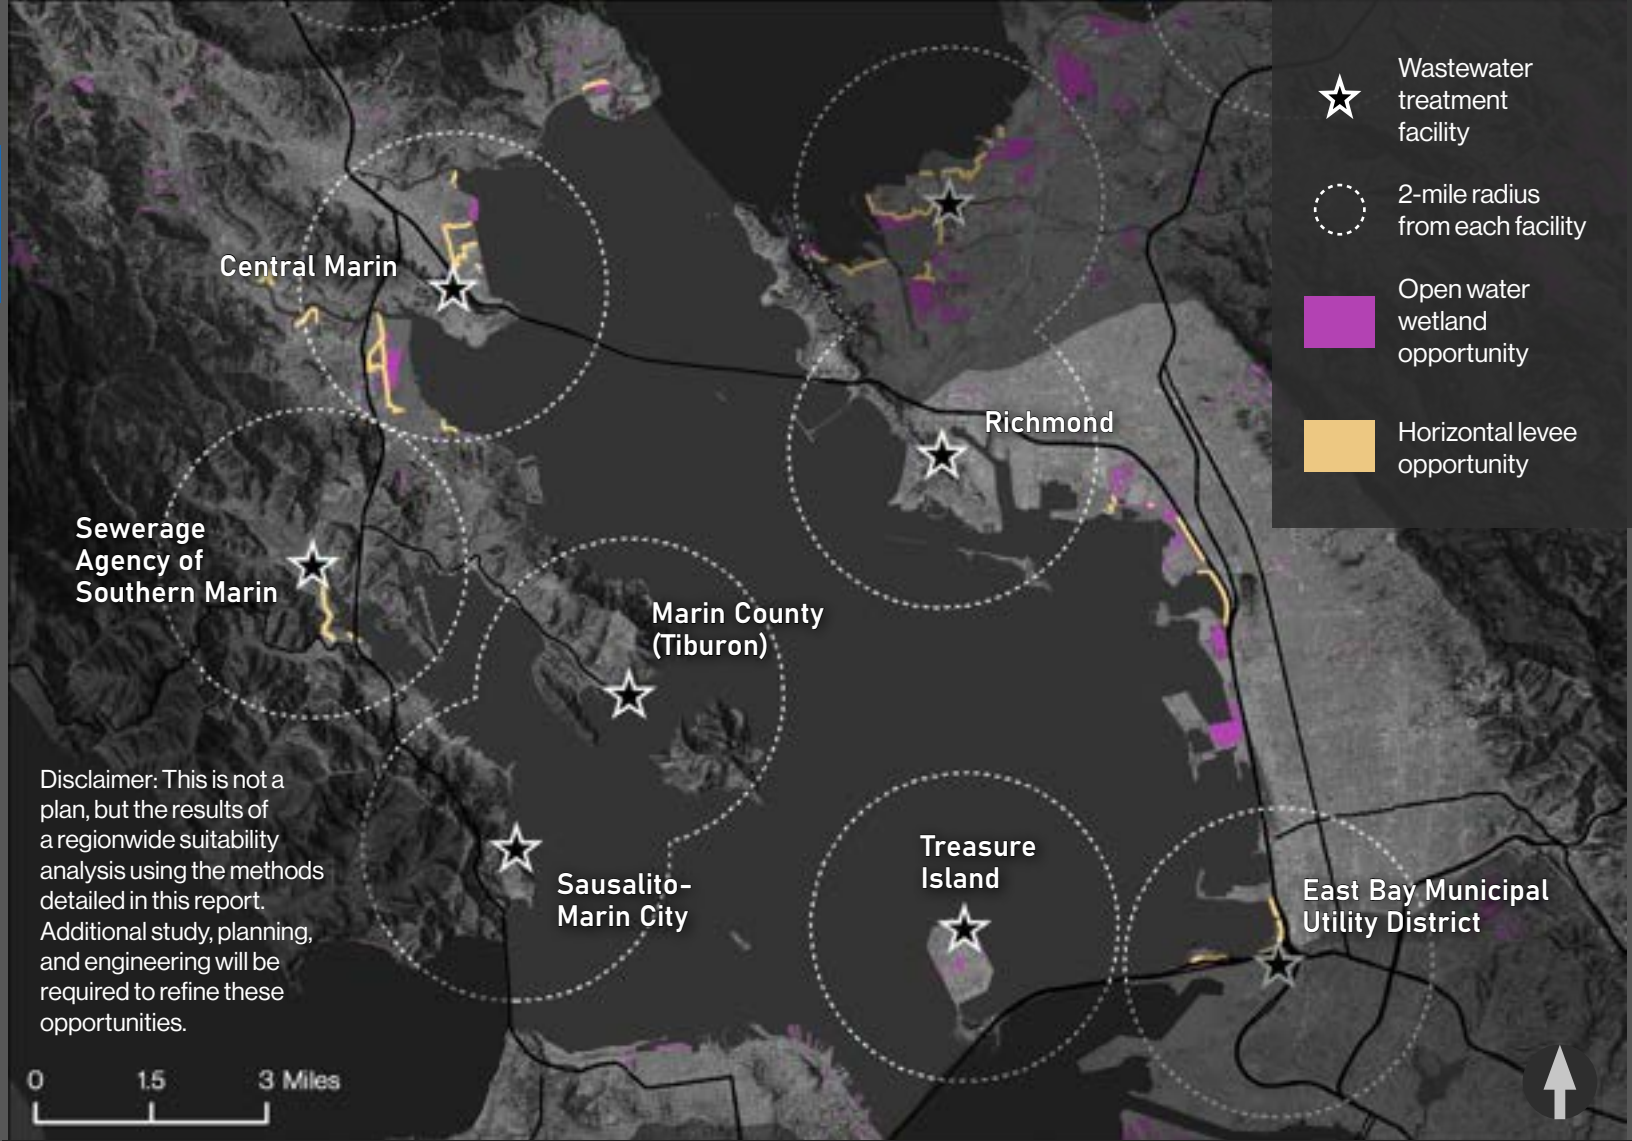 Wastewater
treatment
facility
2-mile radius
from each facility
Open water
wetland
opportunity
Horizontal levee
opportunity
Central Marin
Richmond
Sewerage
Agency of
Southern Marin
Marin County
(Tiburon)
Sausalito-
Marin City
Treasure
Island
East Bay Municipal
Utility District
Disclaimer: This is not a
plan, but the results of
a regionwide suitability
analysis using the methods
detailed in this report.
Additional study, planning,
and engineering will be
required to refine these
opportunities.
0 1.5 3 Miles